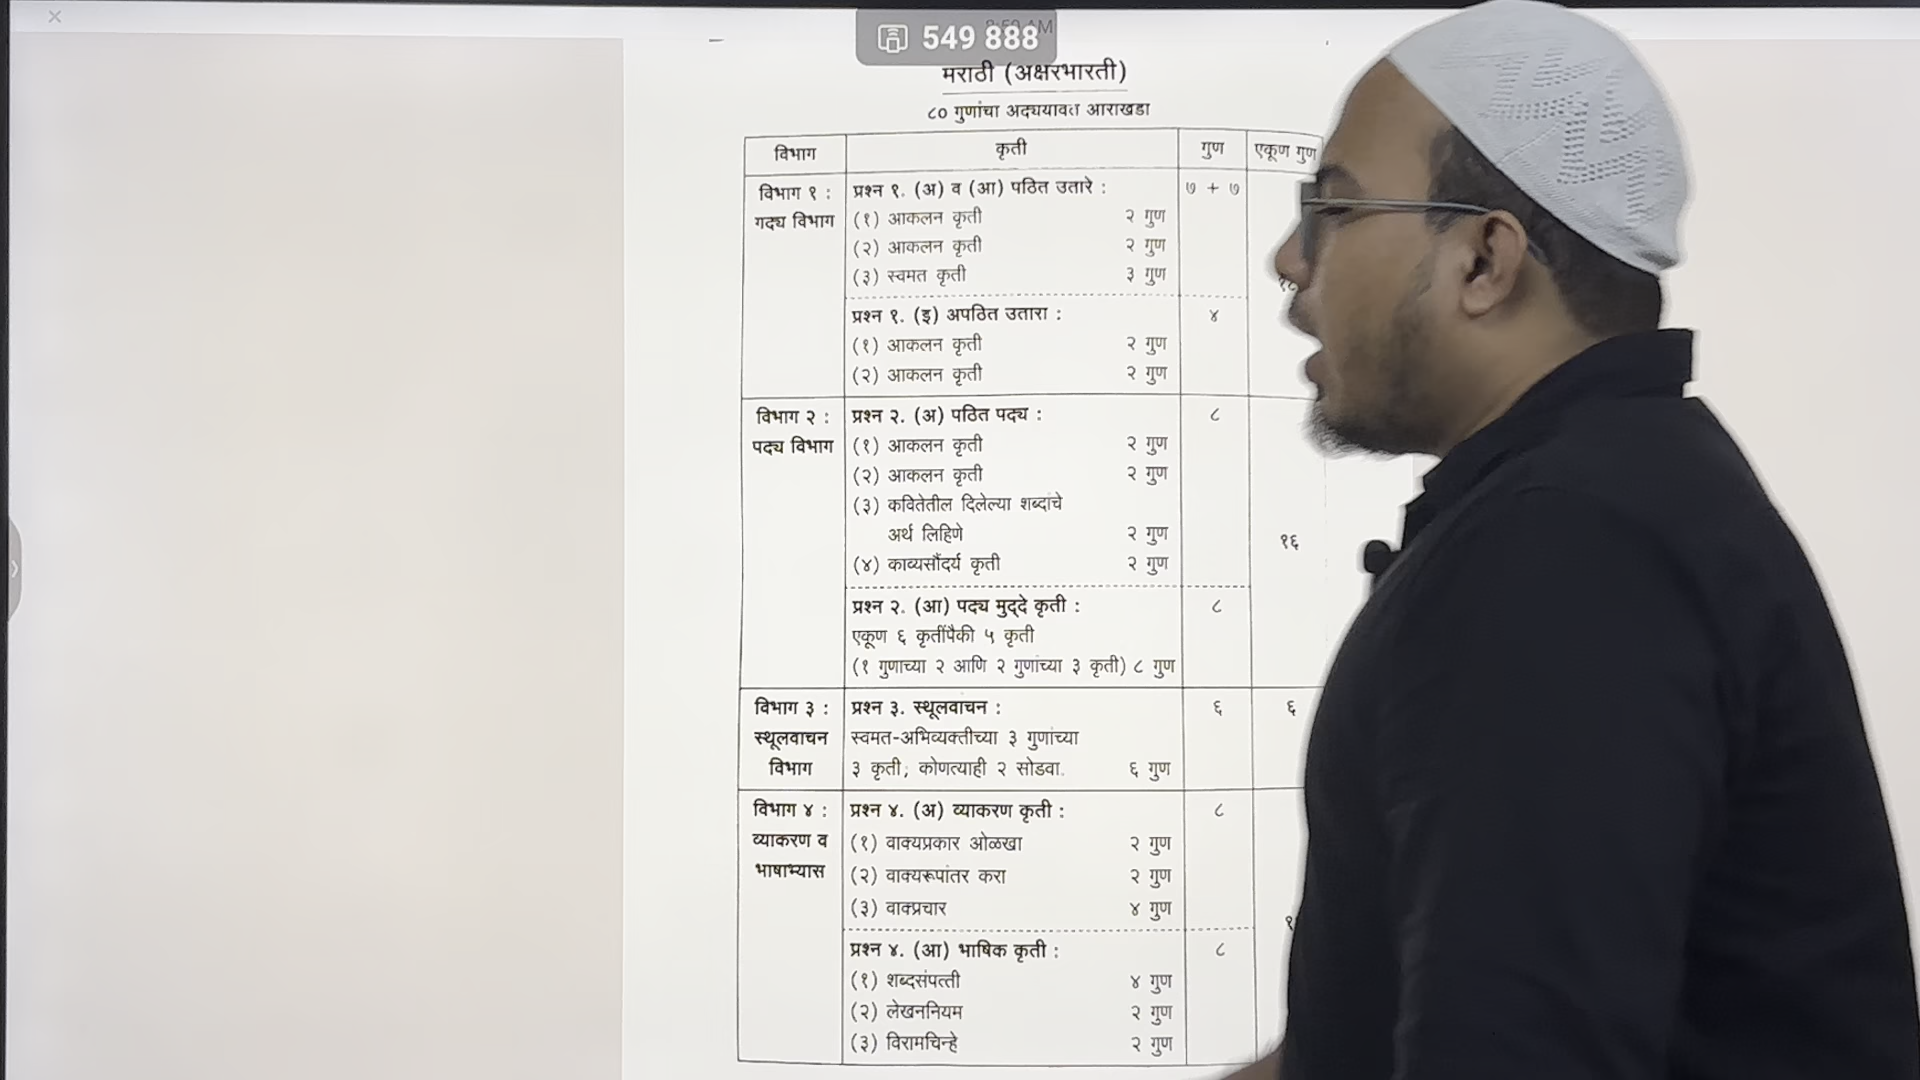 549 888
मराठी (अक्षरभारती)
८० गुणांचा अद्ययावत आराखडा
विभाग कृती गुण एकूण गुण
विभाग १ : प्रश्न १. (अ) व (आ) पठित उतारे : ७ + ७
गद्य विभाग (१) आकलन कृती २ गुण
(२) आकलन कृती २ गुण
(३) स्वमत कृती ३ गुण
प्रश्न १. (इ) अपठित उतारा : ४
(१) आकलन कृती २ गुण
(२) आकलन कृती २ गुण
विभाग २ : प्रश्न २. (अ) पठित पद्य : ८
पद्य विभाग (१) आकलन कृती २ गुण
(२) आकलन कृती २ गुण
(३) कवितेतील दिलेल्या शब्दांचे
अर्थ लिहिणे २ गुण
१६
(४) काव्यसौंदर्य कृती २ गुण
प्रश्न २. (आ) पद्य मुद्दे कृती : ८
एकूण ६ कृतींपैकी ५ कृती
(१ गुणाच्या २ आणि २ गुणांच्या ३ कृती) ८ गुण
विभाग ३ : प्रश्न ३. स्थूलवाचन : ६ ६
स्थूलवाचन स्वमत-अभिव्यक्तीच्या ३ गुणांच्या
विभाग ३ कृती; कोणत्याही २ सोडवा. ६ गुण
विभाग ४ : प्रश्न ४. (अ) व्याकरण कृती : ८
व्याकरण व (१) वाक्यप्रकार ओळखा २ गुण
भाषाभ्यास (२) वाक्यरूपांतर करा २ गुण
(३) वाक्प्रचार ४ गुण
प्रश्न ४. (आ) भाषिक कृती : ८
(१) शब्दसंपत्ती ४ गुण
(२) लेखननियम २ गुण
(३) विरामचिन्हे २ गुण